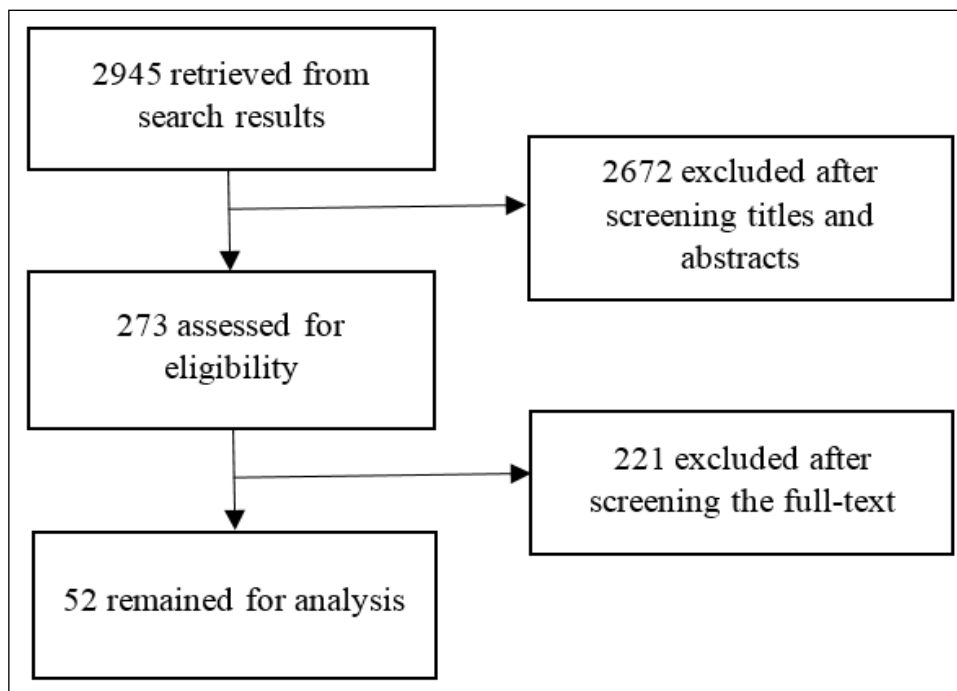 2945 retrieved from
search results
2672 excluded after
screening titles and
abstracts
273 assessed for
eligibility
221 excluded after
screening the full-text
52 remained for analysis